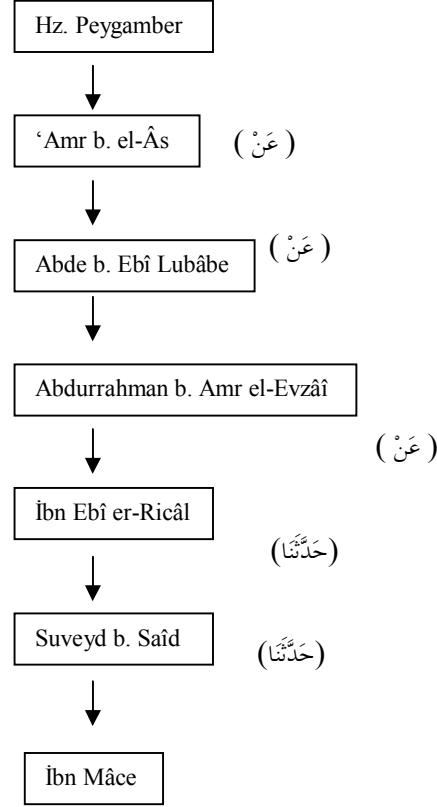 Hz. Peygamber
‘Amr b. el-Âs ( عَنْ )
Abde b. Ebî Lubâbe ( عَنْ )
Abdurrahman b. Amr el-Evzâî
( عَنْ )
İbn Ebî er-Ricâl
(حَدَّثَنَا)
Suveyd b. Saîd (حَدَّثَنَا)
İbn Mâce